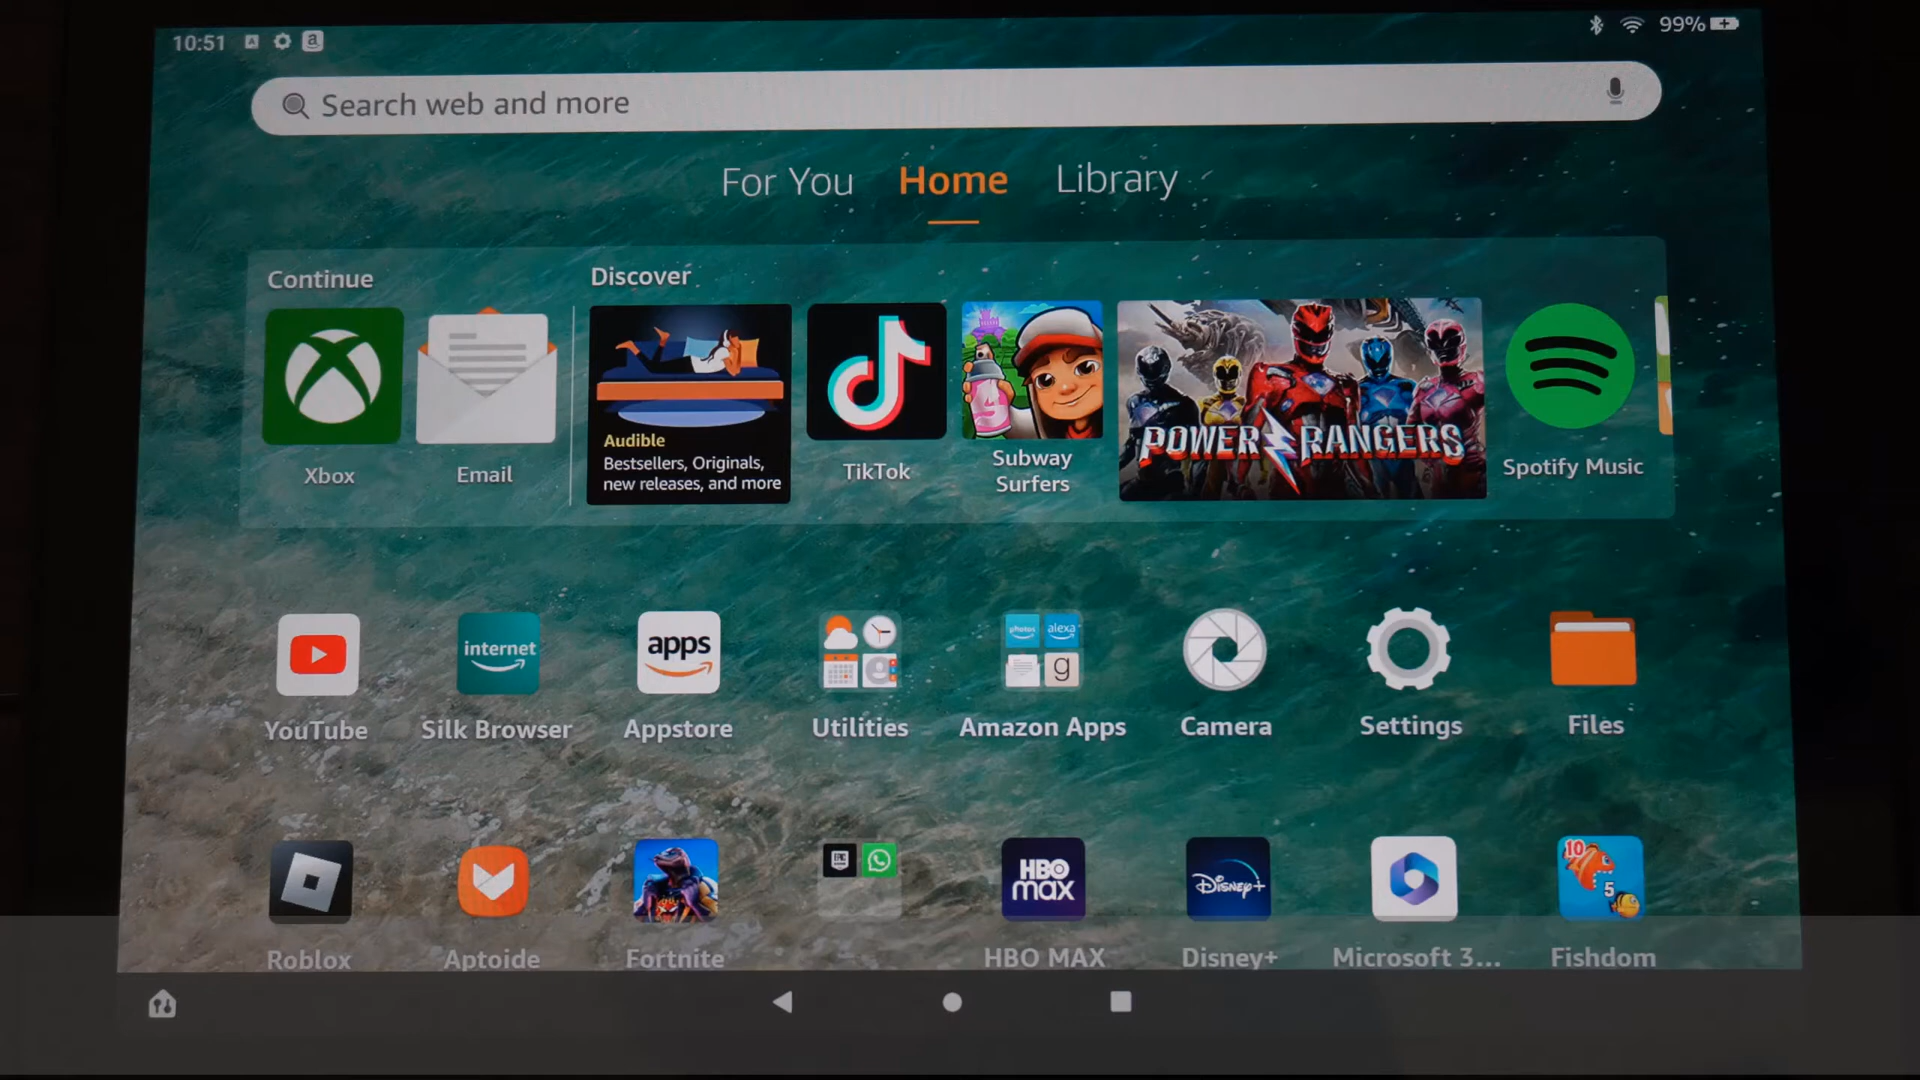 10:51
99%
Search web and more
For You Home Library
Continue
Discover
Audible
Bestsellers, Originals,
new releases, and more
POWER RANGERS
Xbox
Email
TikTok
Subway
Surfers
Spotify Music
internet
apps
photos
alexa
g
YouTube
Silk Browser
Appstore
Utilities
Amazon Apps
Camera
Settings
Files
EPIC
HBO
max
Disney+
10
5
Roblox
Aptoide
Fortnite
HBO MAX
Disney+
Microsoft 3...
Fishdom